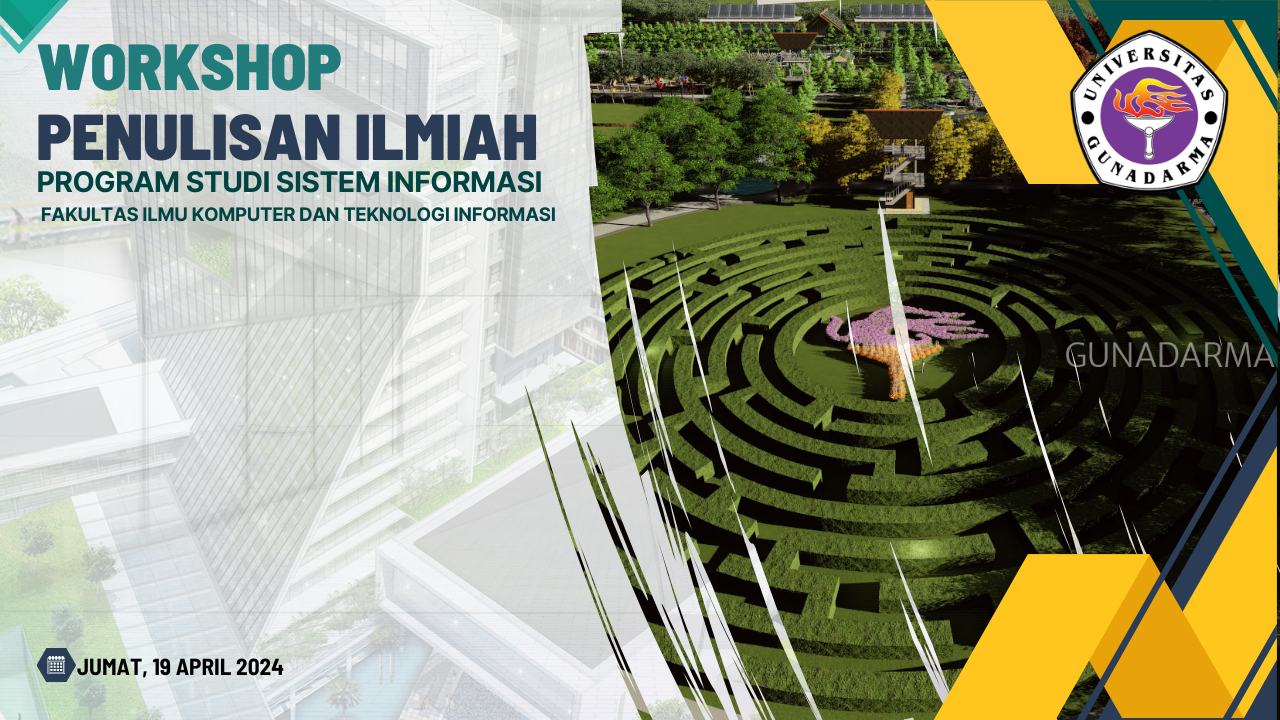 WORKSHOP
PENULISAN ILMIAH
PROGRAM STUDI SISTEM INFORMASI
FAKULTAS ILMU KOMPUTER DAN TEKNOLOGI INFORMASI
UNIVERSITAS
GUNADARMA
GUNADARMA
JUMAT, 19 APRIL 2024